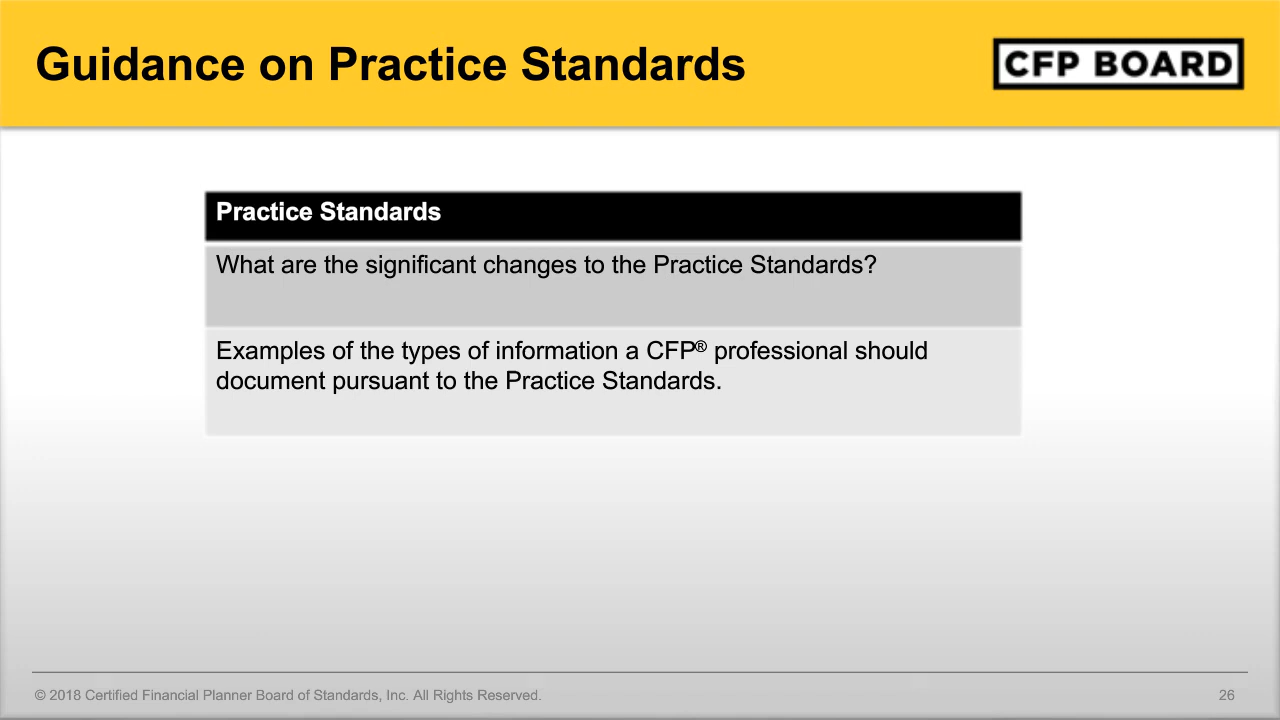 Guidance on Practice Standards
CFP BOARD
Practice Standards
What are the significant changes to the Practice Standards?
Examples of the types of information a CFP® professional should
document pursuant to the Practice Standards.
© 2018 Certified Financial Planner Board of Standards, Inc. All Rights Reserved.
26